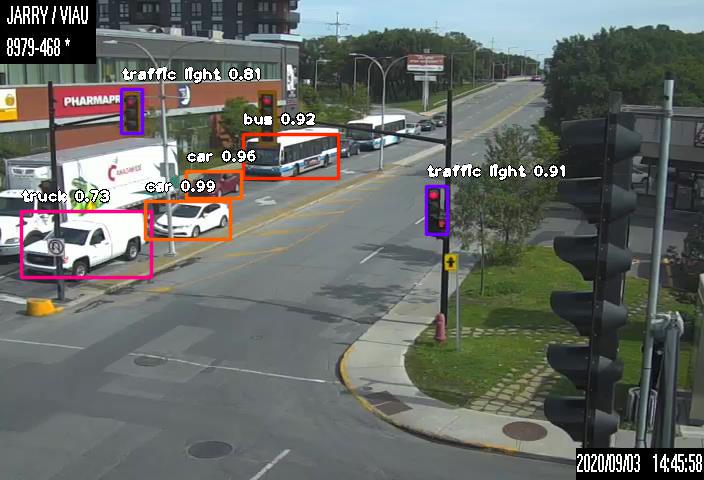 JARRY / VIAU
8979-468 *
traffic light 0.81
PHARMAPR
bus 0.92
car 0.96
CANADAWIDE
car 0.99
truck 0.73
traffic light 0.91
2020/09/03 14:45:58